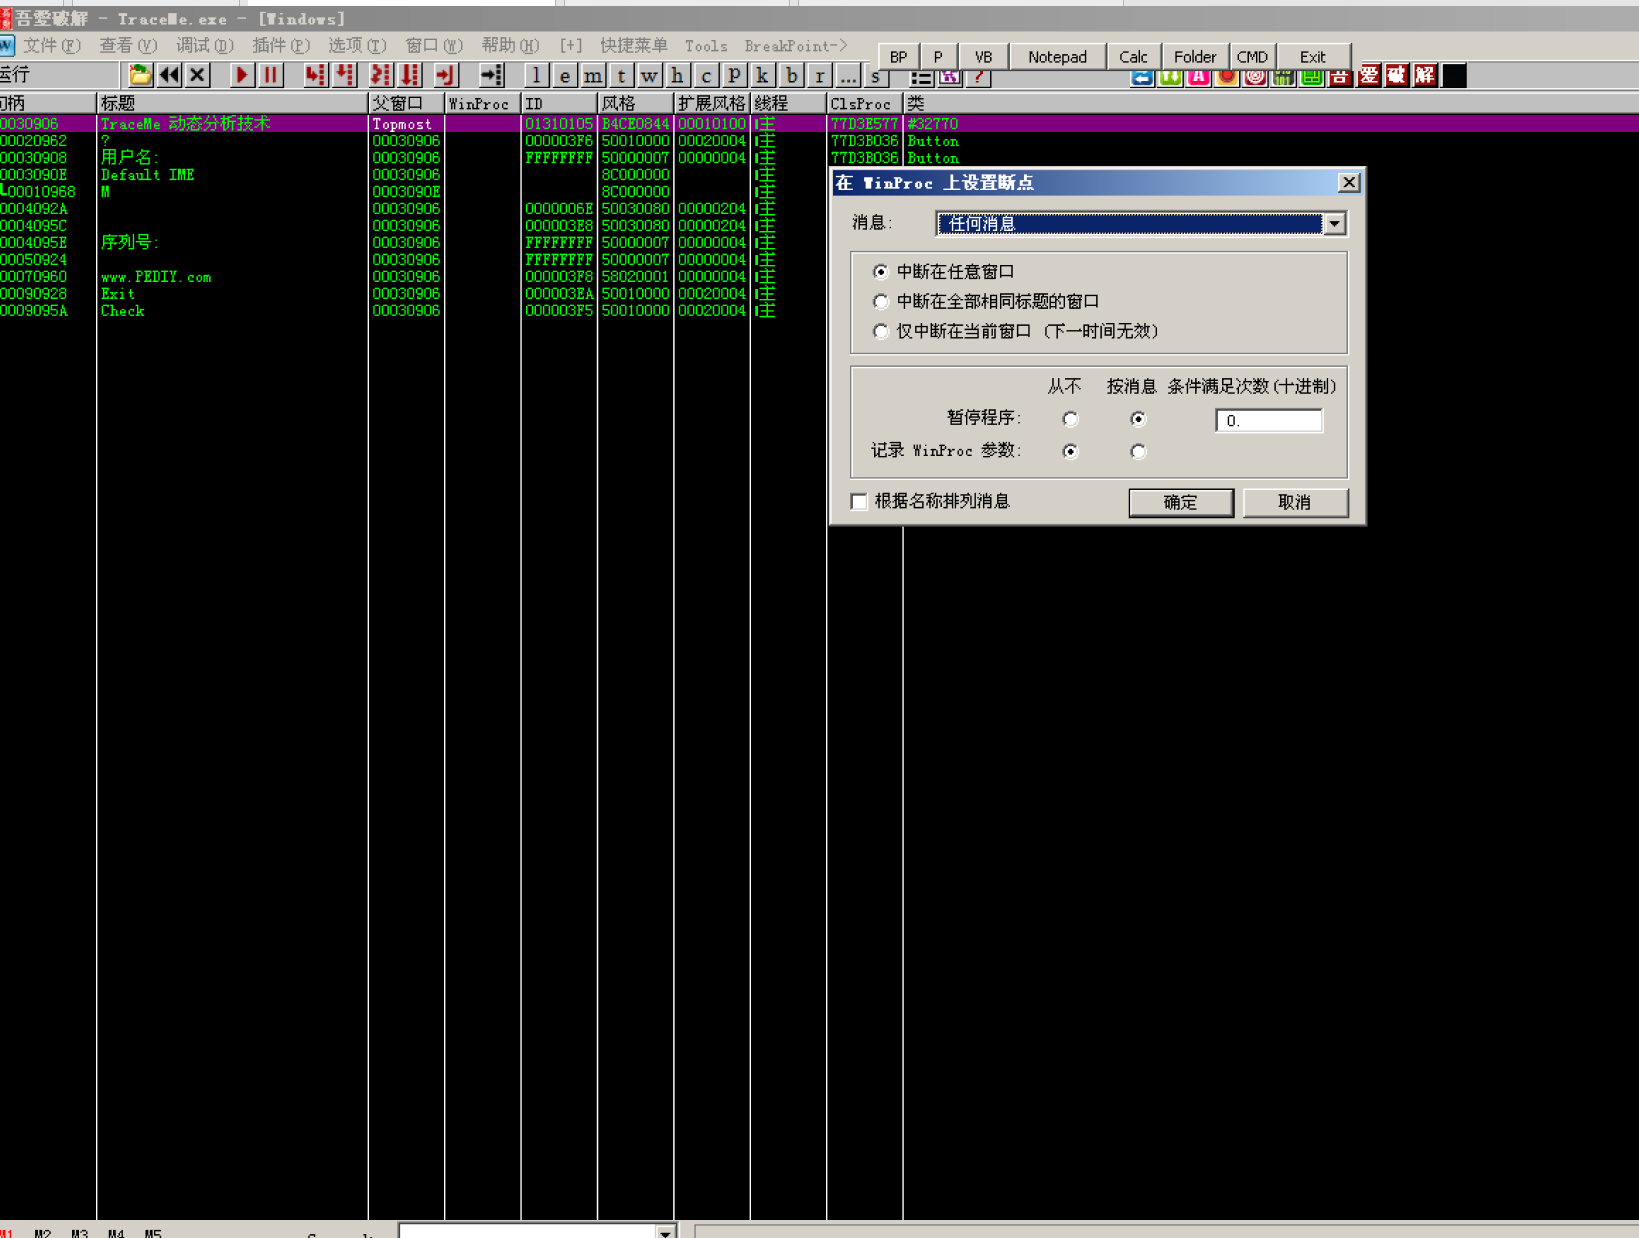 吾爱破解 - TraceMe.exe - [Windows]
文件(F) 查看(V) 调试(D) 插件(P) 选项(T) 窗口(W) 帮助(H) [+] 快捷菜单 Tools BreakPoint->
BP P VB Notepad Calc Folder CMD Exit
运行 l e m t w h c P k b r ... s ? 吾 爱 破 解
句柄 标题 父窗口 WinProc ID 风格 扩展风格 线程 ClsProc 类
00030906 TraceMe 动态分析技术 Topmost 01310105 B4CE0844 00010100 主 77D3E577 #32770
00020962 ? 00030906 000003F6 50010000 00020004 主 77D3B036 Button
00030908 用户名: 00030906 FFFFFFFF 50000007 00000004 主 77D3B036 Button
0003090E Default IME 00030906 8C000000 主
00010968 M 0003090E 8C000000 主
0004092A 00030906 0000006E 50030080 00000204 主
0004095C 00030906 000003E8 50030080 00000204 主
0004095E 序列号: 00030906 FFFFFFFF 50000007 00000004 主
00050924 00030906 FFFFFFFF 50000007 00000004 主
00070960 www.PEDIY.com 00030906 000003F8 58020001 00000004 主
00090928 Exit 00030906 000003EA 50010000 00020004 主
0009095A Check 00030906 000003F5 50010000 00020004 主
在 WinProc 上设置断点
消息: 任何消息
中断在任意窗口
中断在全部相同标题的窗口
仅中断在当前窗口 (下一时间无效)
从不 按消息 条件满足次数(十进制)
暂停程序: 0.
记录 WinProc 参数:
根据名称排列消息 确定 取消
M1 M2 M3 M4 M5